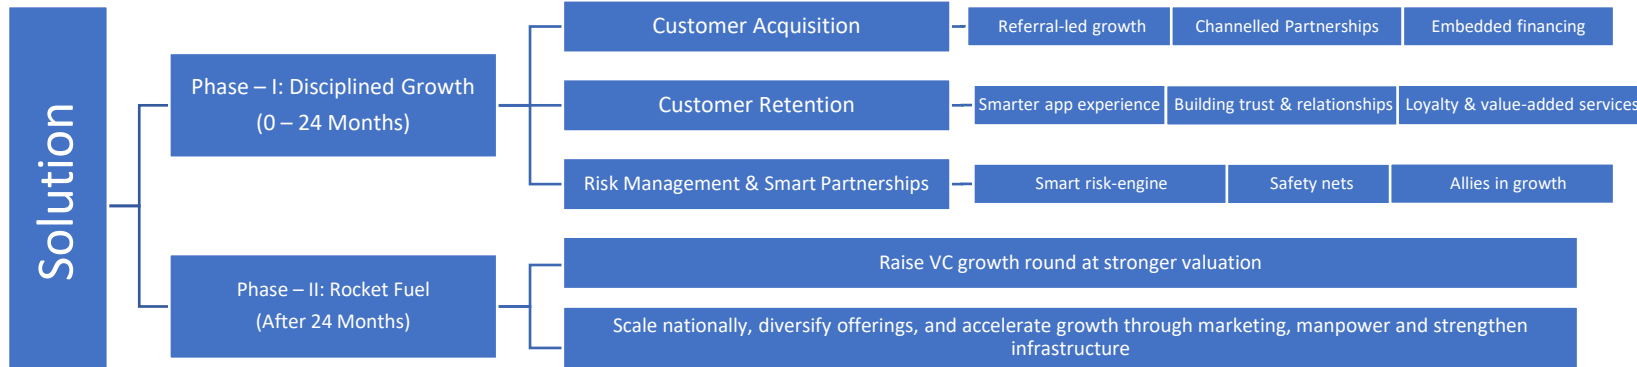 Solution
Phase – I: Disciplined Growth
(0 – 24 Months)
Customer Acquisition
Referral-led growth
Channelled Partnerships
Embedded financing
Customer Retention
Smarter app experience
Building trust & relationships
Loyalty & value-added services
Risk Management & Smart Partnerships
Smart risk-engine
Safety nets
Allies in growth
Phase – II: Rocket Fuel
(After 24 Months)
Raise VC growth round at stronger valuation
Scale nationally, diversify offerings, and accelerate growth through marketing, manpower and strengthen
infrastructure